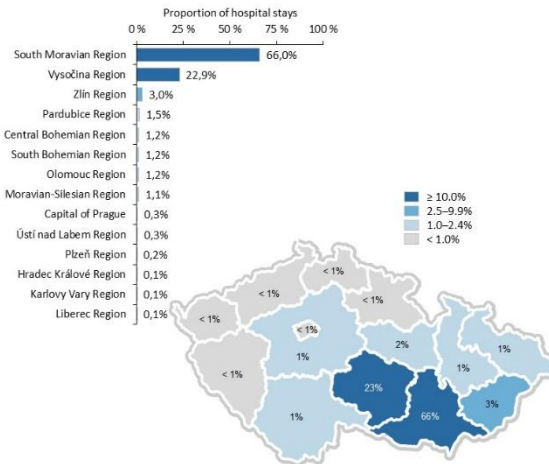 Proportion of hospital stays
0 % 25 % 50 % 75 % 100 %
South Moravian Region 66,0%
Vysočina Region 22,9%
Zlín Region 3,0%
Pardubice Region 1,5%
Central Bohemian Region 1,2%
South Bohemian Region 1,2%
Olomouc Region 1,2%
Moravian-Silesian Region 1,1%
Capital of Prague 0,3%
Ústí nad Labem Region 0,3%
Plzeň Region 0,2%
Hradec Králové Region 0,1%
Karlovy Vary Region 0,1%
Liberec Region 0,1%
≥ 10.0%
2.5–9.9%
1.0–2.4%
< 1.0%
< 1%
< 1%
< 1%
< 1%
< 1%
1%
2%
1%
< 1%
1%
23%
1%
66%
3%